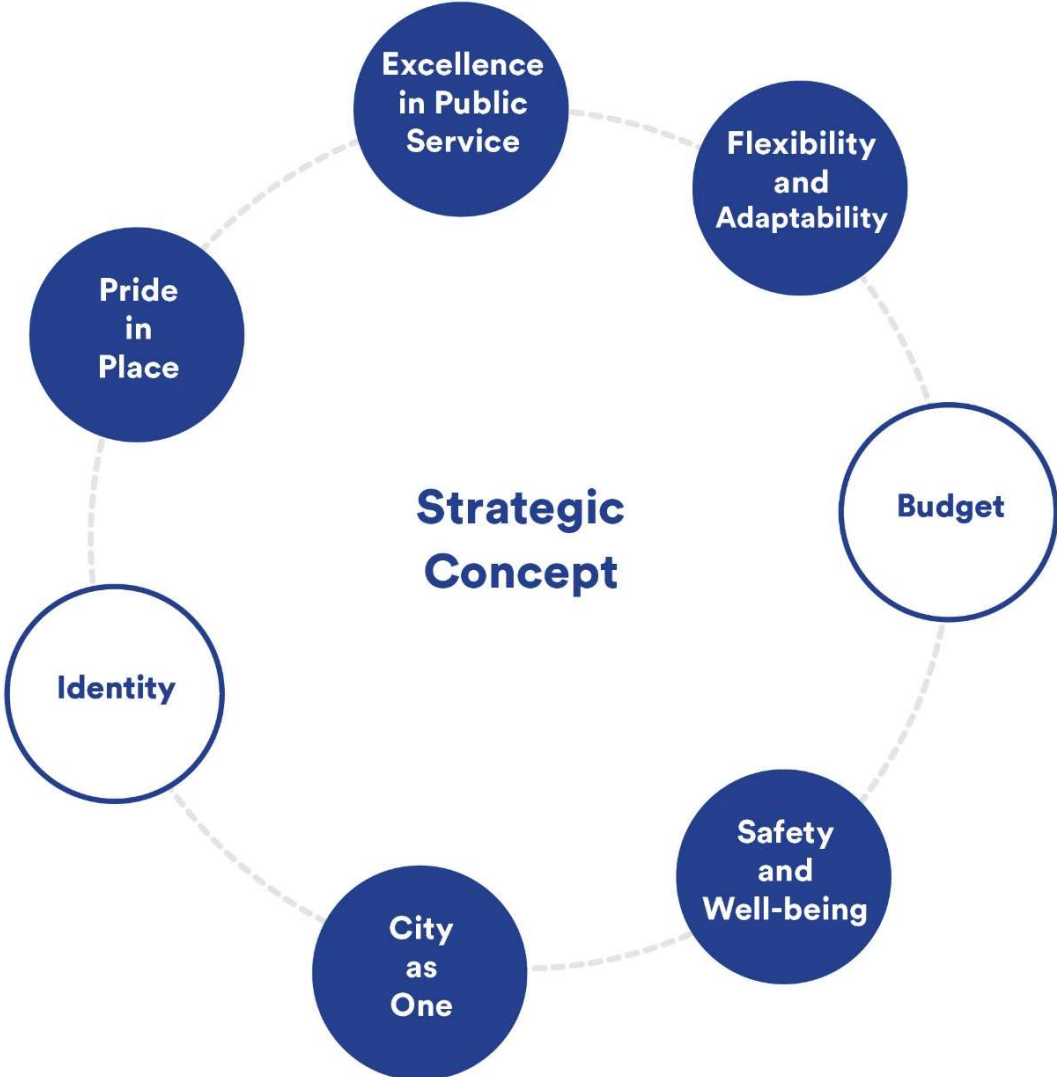 Excellence
in Public
Service
Flexibility
and
Adaptability
Pride
in
Place
Strategic
Concept
Budget
Identity
Safety
and
Well-being
City
as
One